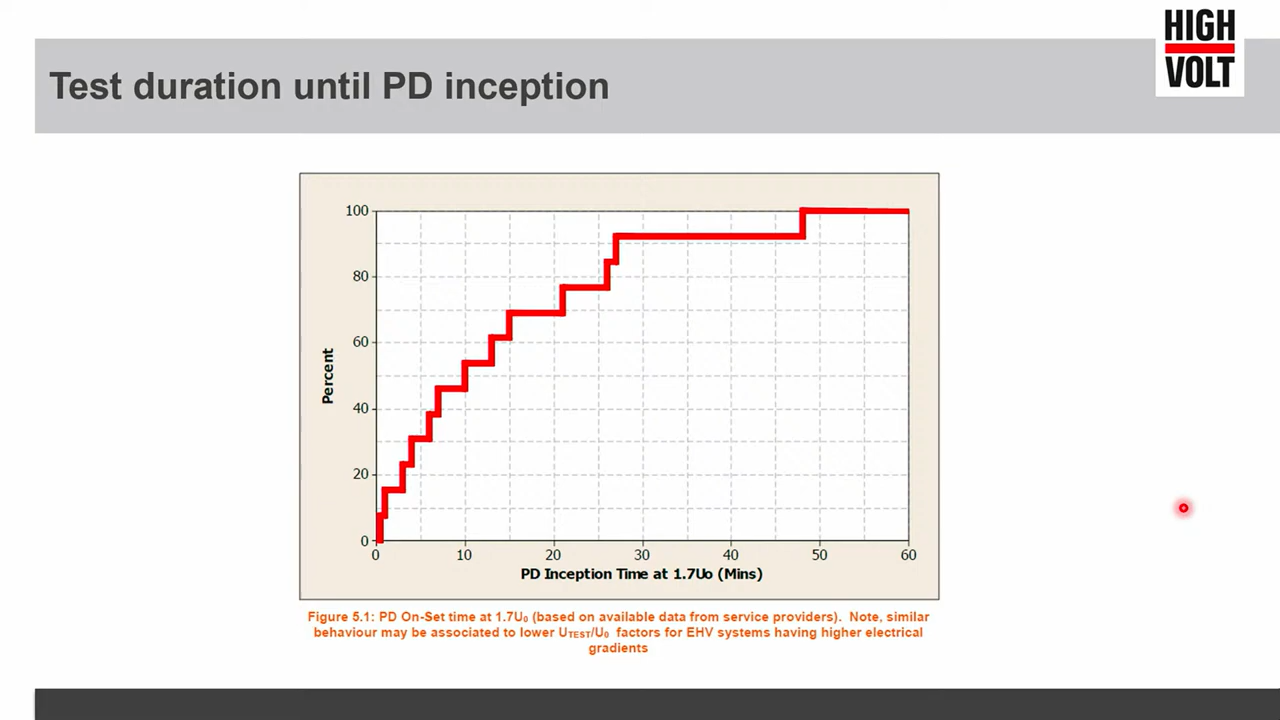 HIGH
VOLT
Test duration until PD inception
100
80
60
40
20
0
Percent
0 10 20 30 40 50 60
PD Inception Time at 1.7Uo (Mins)
Figure 5.1: PD On-Set time at 1.7U₀ (based on available data from service providers). Note, similar
behaviour may be associated to lower UTEST/U₀ factors for EHV systems having higher electrical
gradients